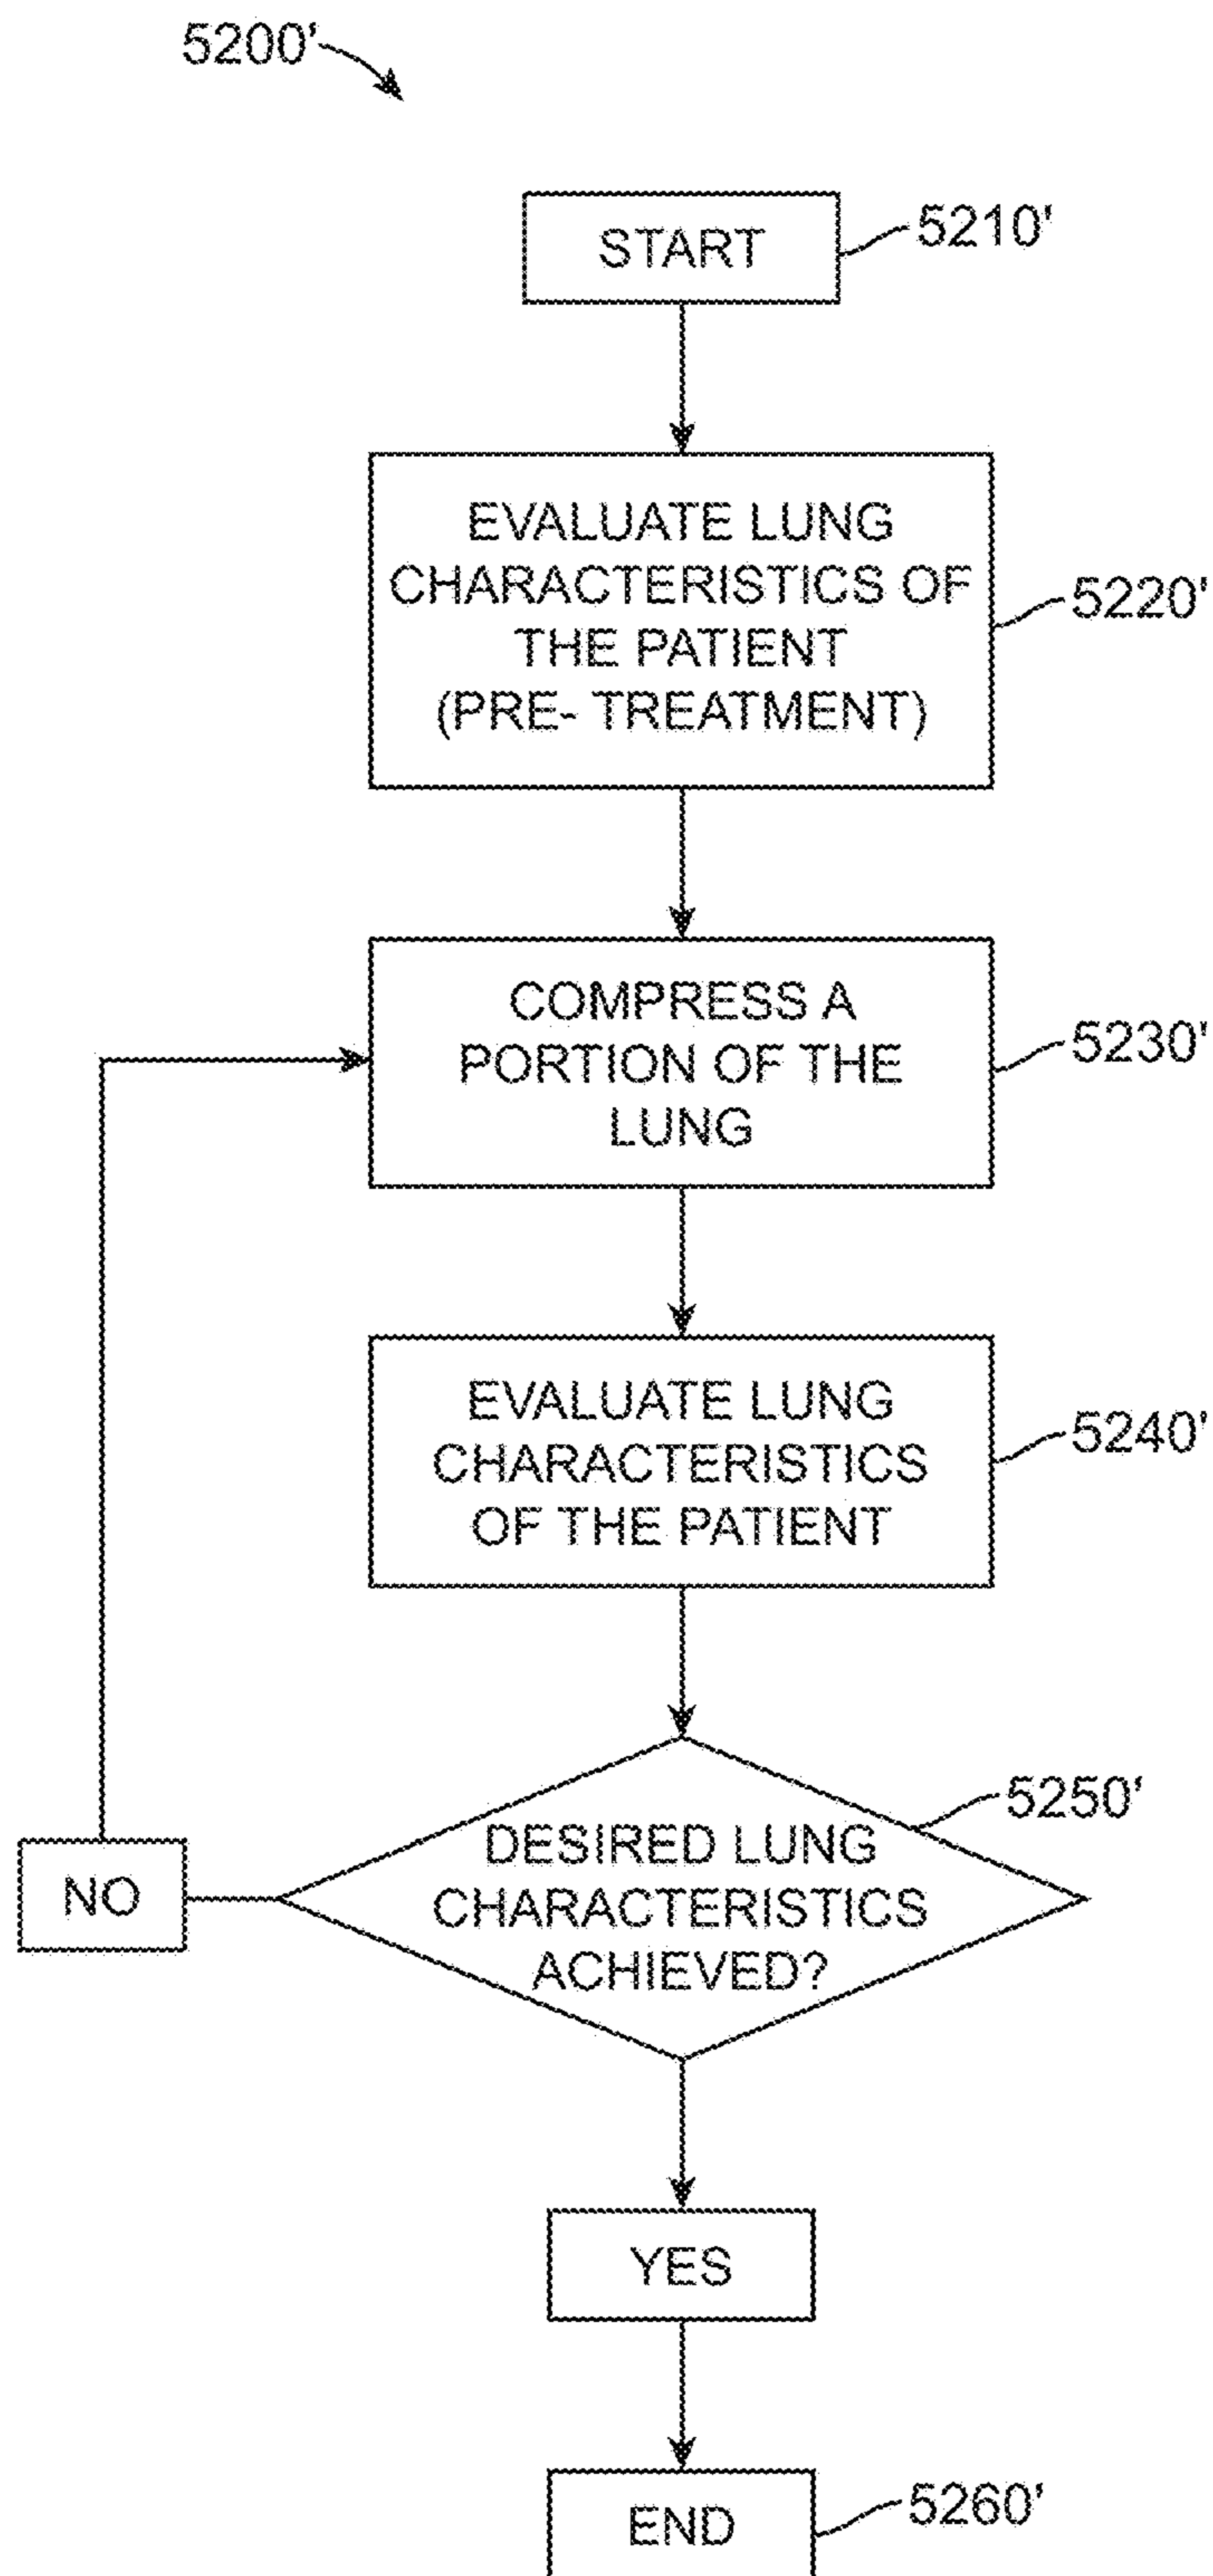 5200'
START
5210'
EVALUATE LUNG
CHARACTERISTICS OF
THE PATIENT
(PRE- TREATMENT)
5220'
COMPRESS A
PORTION OF THE
LUNG
5230'
EVALUATE LUNG
CHARACTERISTICS
OF THE PATIENT
5240'
DESIRED LUNG
CHARACTERISTICS
ACHIEVED?
5250'
NO
YES
END
5260'